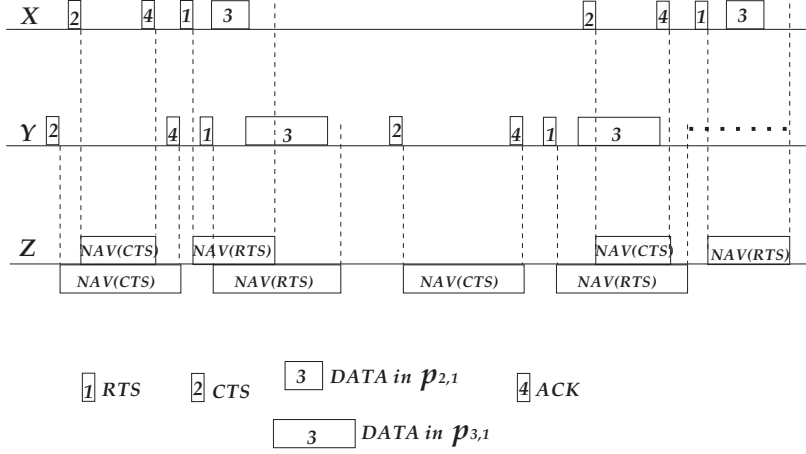 X 2 4 1 3 2 4 1 3
Y 2 4 1 3 2 4 1 3 .......
Z NAV(CTS) NAV(RTS) NAV(CTS) NAV(RTS)
NAV(CTS) NAV(RTS) NAV(CTS) NAV(RTS)
1 RTS 2 CTS 3 DATA in p2,1 4 ACK
3 DATA in p3,1